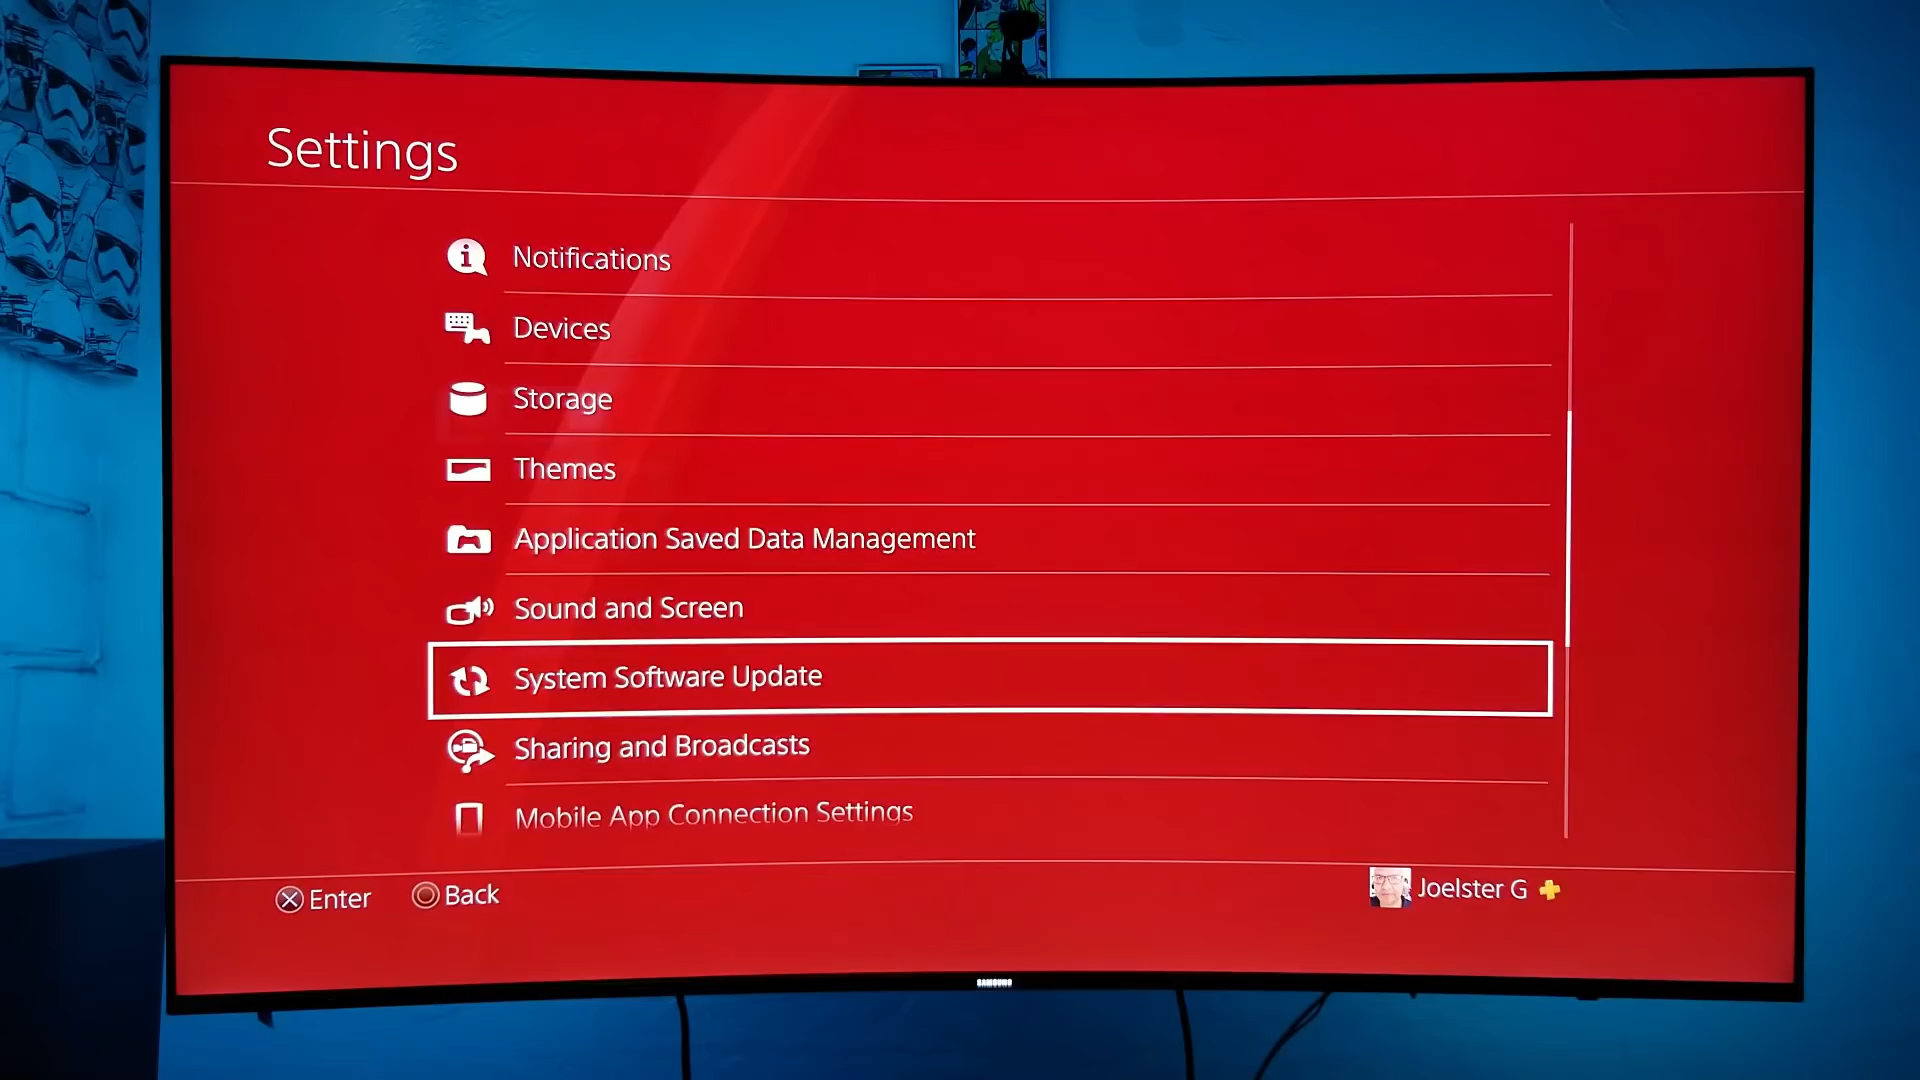 Settings
Notifications
Devices
Storage
Themes
Application Saved Data Management
Sound and Screen
System Software Update
Sharing and Broadcasts
Mobile App Connection Settings
Enter
Back
Joelster G
SAMSUNG